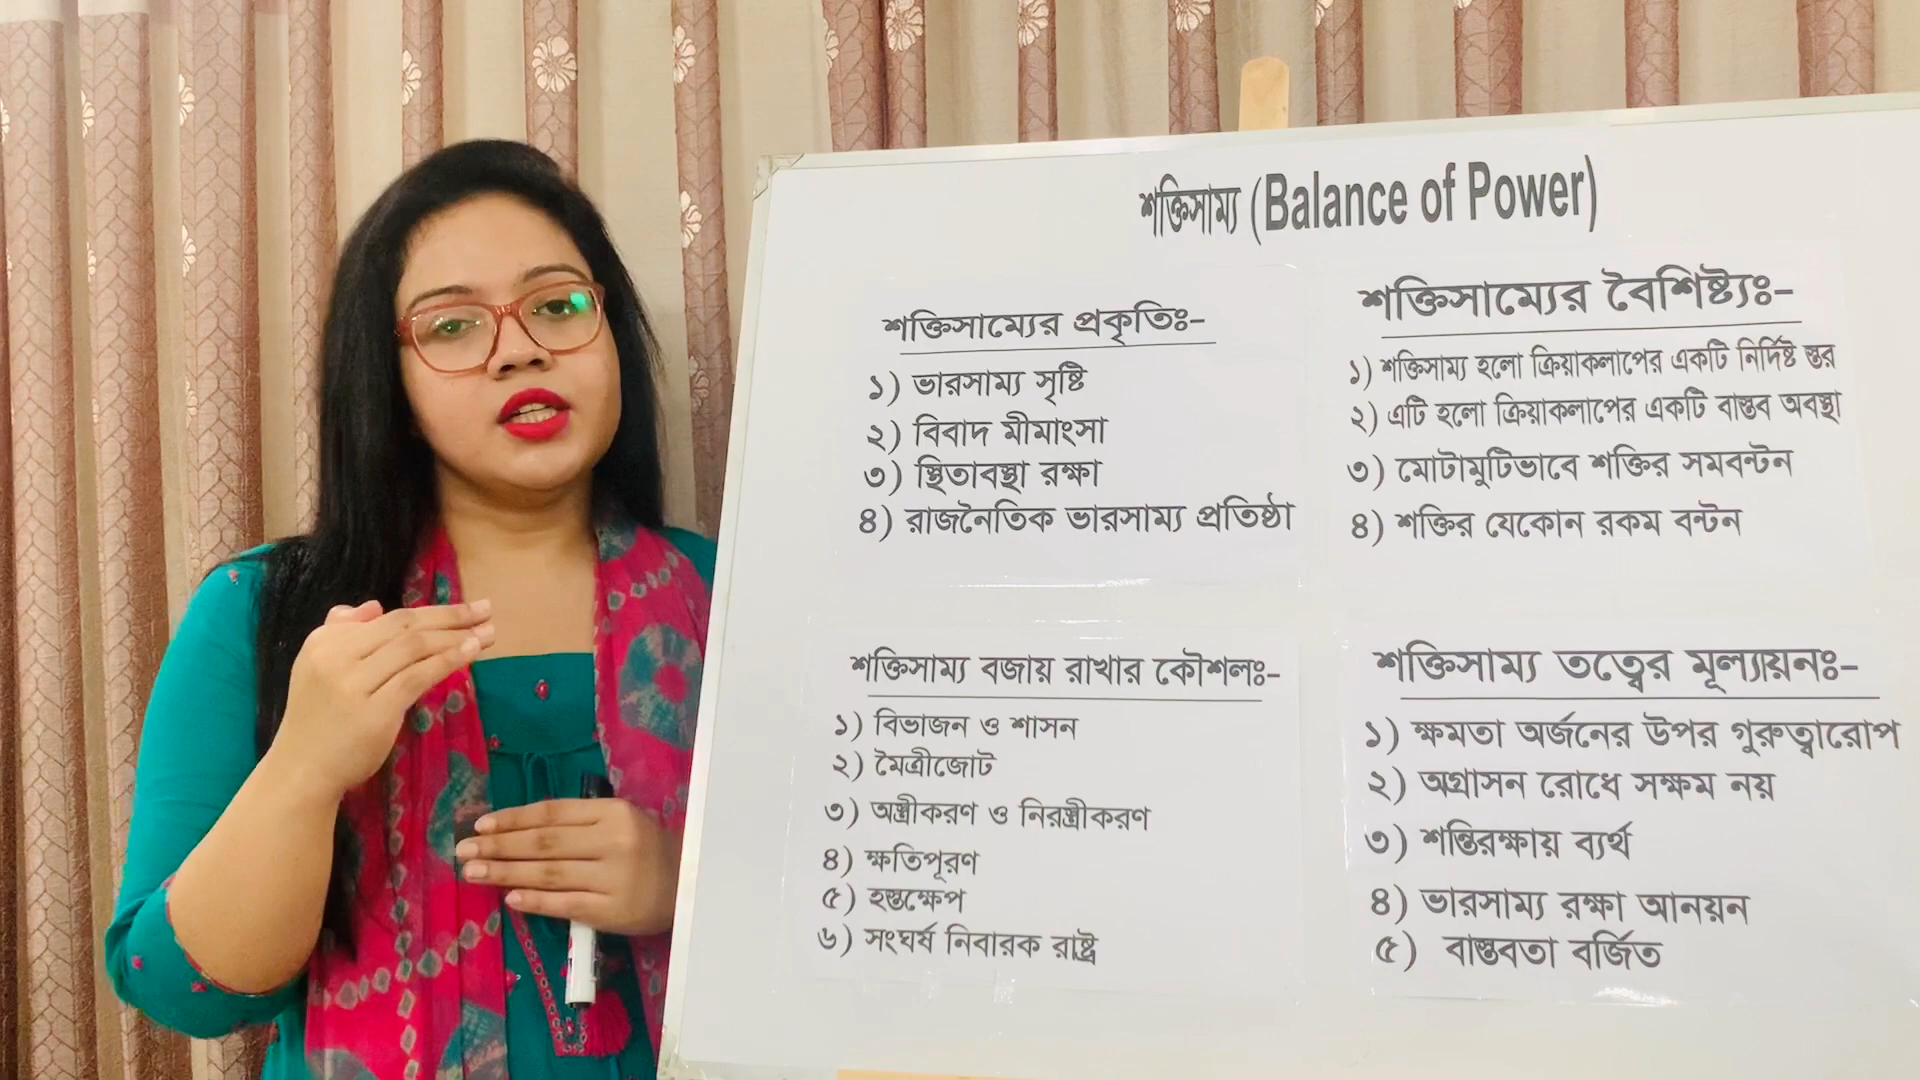 শক্তিসাম্য (Balance of Power)
শক্তিসাম্যের প্রকৃতিঃ-
১) ভারসাম্য সৃষ্টি
২) বিবাদ মীমাংসা
৩) স্থিতাবস্থা রক্ষা
৪) রাজনৈতিক ভারসাম্য প্রতিষ্ঠা
শক্তিসাম্যের বৈশিষ্ট্যঃ-
১) শক্তিসাম্য হলো ক্রিয়াকলাপের একটি নির্দিষ্ট স্তর
২) এটি হলো ক্রিয়াকলাপের একটি বাস্তব অবস্থা
৩) মোটামুটিভাবে শক্তির সমবন্টন
৪) শক্তির যেকোন রকম বন্টন
শক্তিসাম্য বজায় রাখার কৌশলঃ-
১) বিভাজন ও শাসন
২) মৈত্রীজোট
৩) অস্ত্রীকরণ ও নিরস্ত্রীকরণ
৪) ক্ষতিপূরণ
৫) হস্তক্ষেপ
৬) সংঘর্ষ নিবারক রাষ্ট্র
শক্তিসাম্য তত্ত্বের মূল্যায়নঃ-
১) ক্ষমতা অর্জনের উপর গুরুত্বারোপ
২) অগ্রাসন রোধে সক্ষম নয়
৩) শন্তিরক্ষায় ব্যর্থ
৪) ভারসাম্য রক্ষা আনয়ন
৫) বাস্তবতা বর্জিত